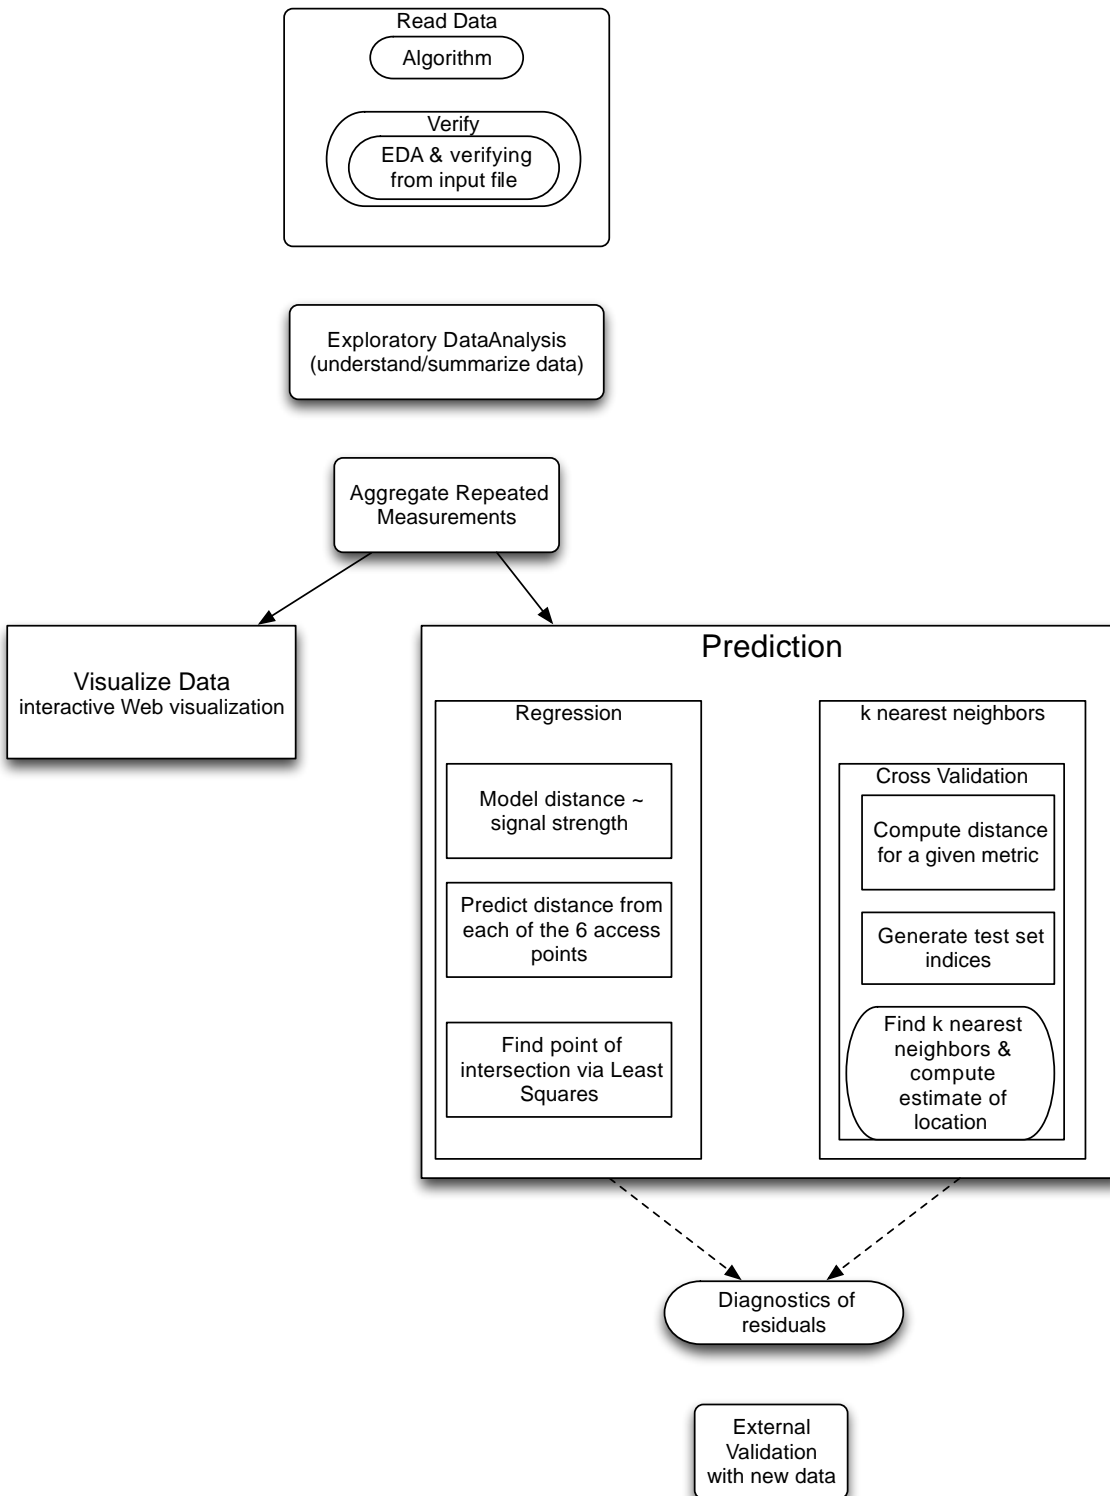 Read Data
Algorithm
Verify
EDA & verifying
from input file
Exploratory DataAnalysis
(understand/summarize data)
Aggregate Repeated
Measurements
Visualize Data
interactive Web visualization
Prediction
Regression
Model distance ~
signal strength
Predict distance from
each of the 6 access
points
Find point of
intersection via Least
Squares
k nearest neighbors
Cross Validation
Compute distance
for a given metric
Generate test set
indices
Find k nearest
neighbors &
compute
estimate of
location
Diagnostics of
residuals
External
Validation
with new data